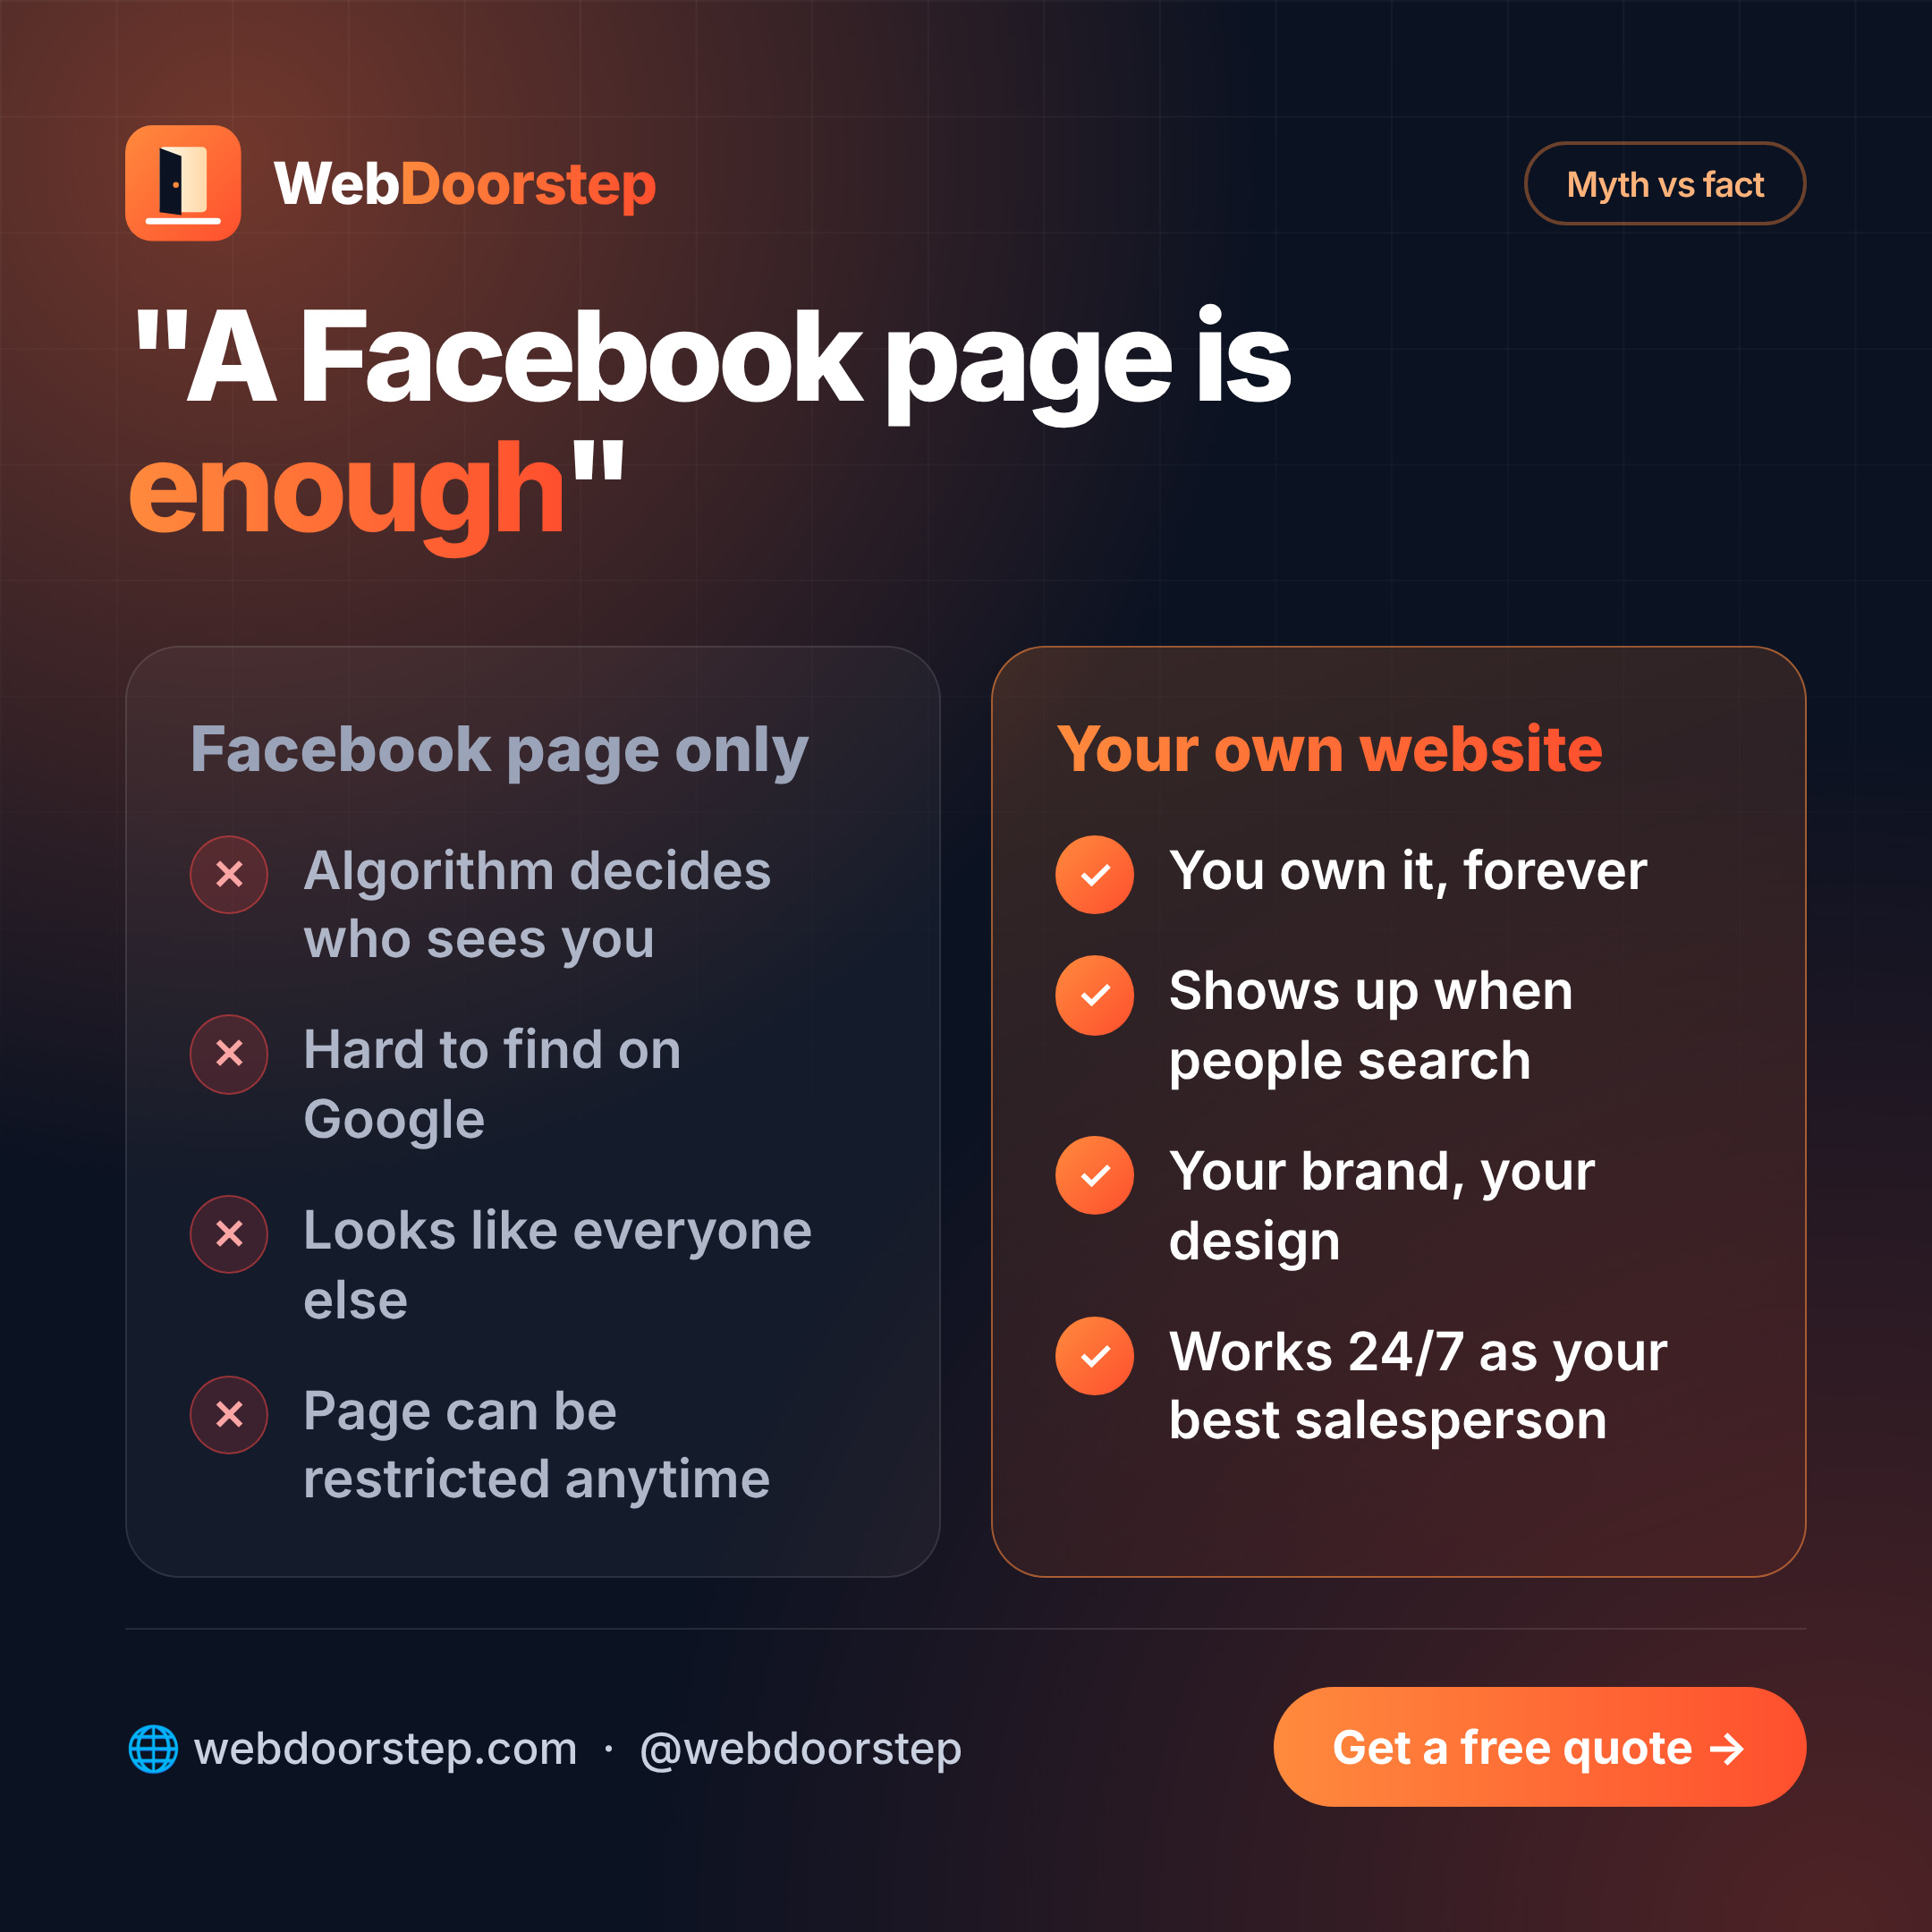 WebDoorstep
Myth vs fact
"A Facebook page is
enough"
Facebook page only
Algorithm decides
who sees you
Hard to find on
Google
Looks like everyone
else
Page can be
restricted anytime
Your own website
You own it, forever
Shows up when
people search
Your brand, your
design
Works 24/7 as your
best salesperson
webdoorstep.com · @webdoorstep
Get a free quote →